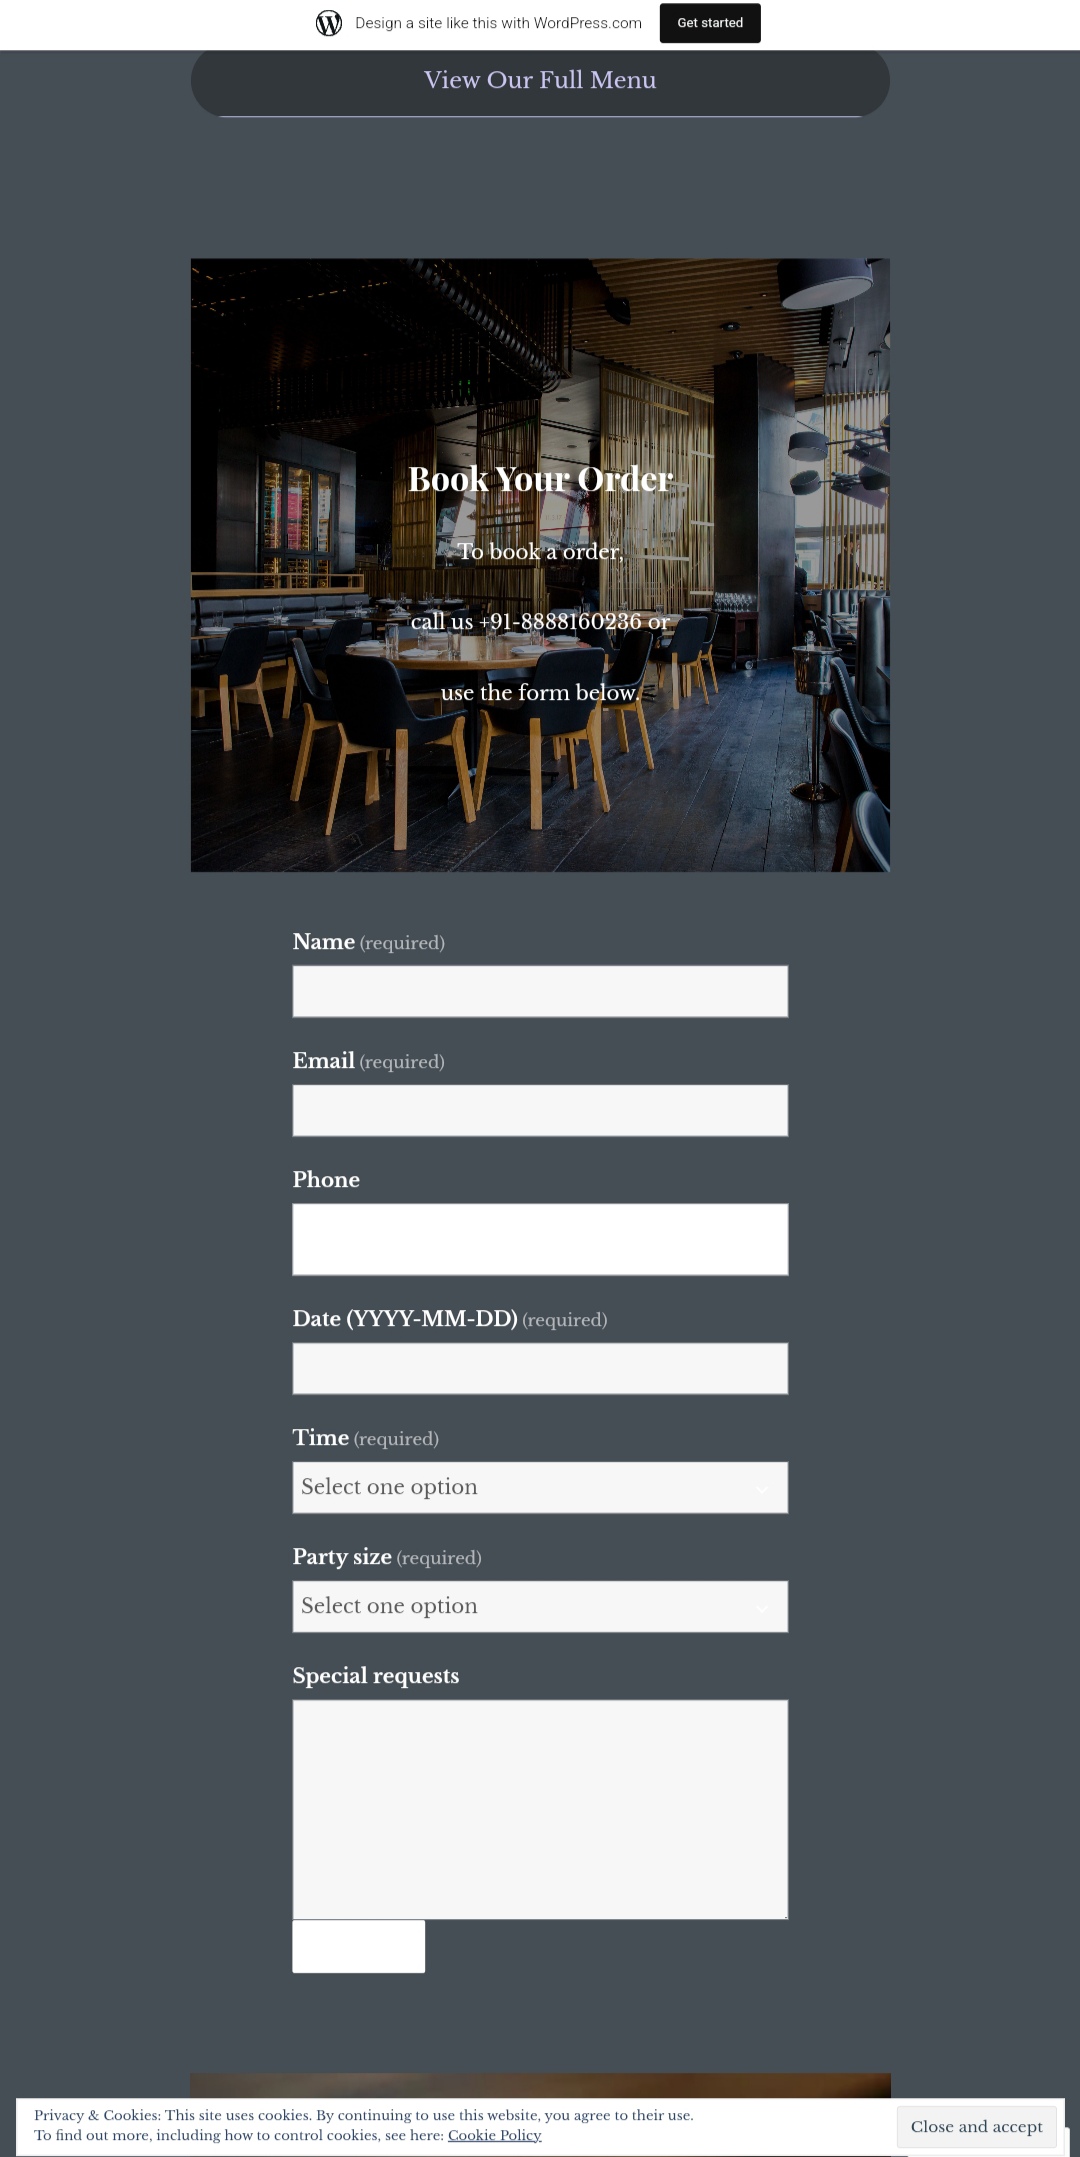 Design a site like this with WordPress.com
Get started
View Our Full Menu
Book Your Order
To book a order,
call us +91-8888160236 or
use the form below.
Name (required)
Email (required)
Phone
Date (YYYY-MM-DD) (required)
Time (required)
Select one option
Party size (required)
Select one option
Special requests
Privacy & Cookies: This site uses cookies. By continuing to use this website, you agree to their use.
To find out more, including how to control cookies, see here: Cookie Policy
Close and accept